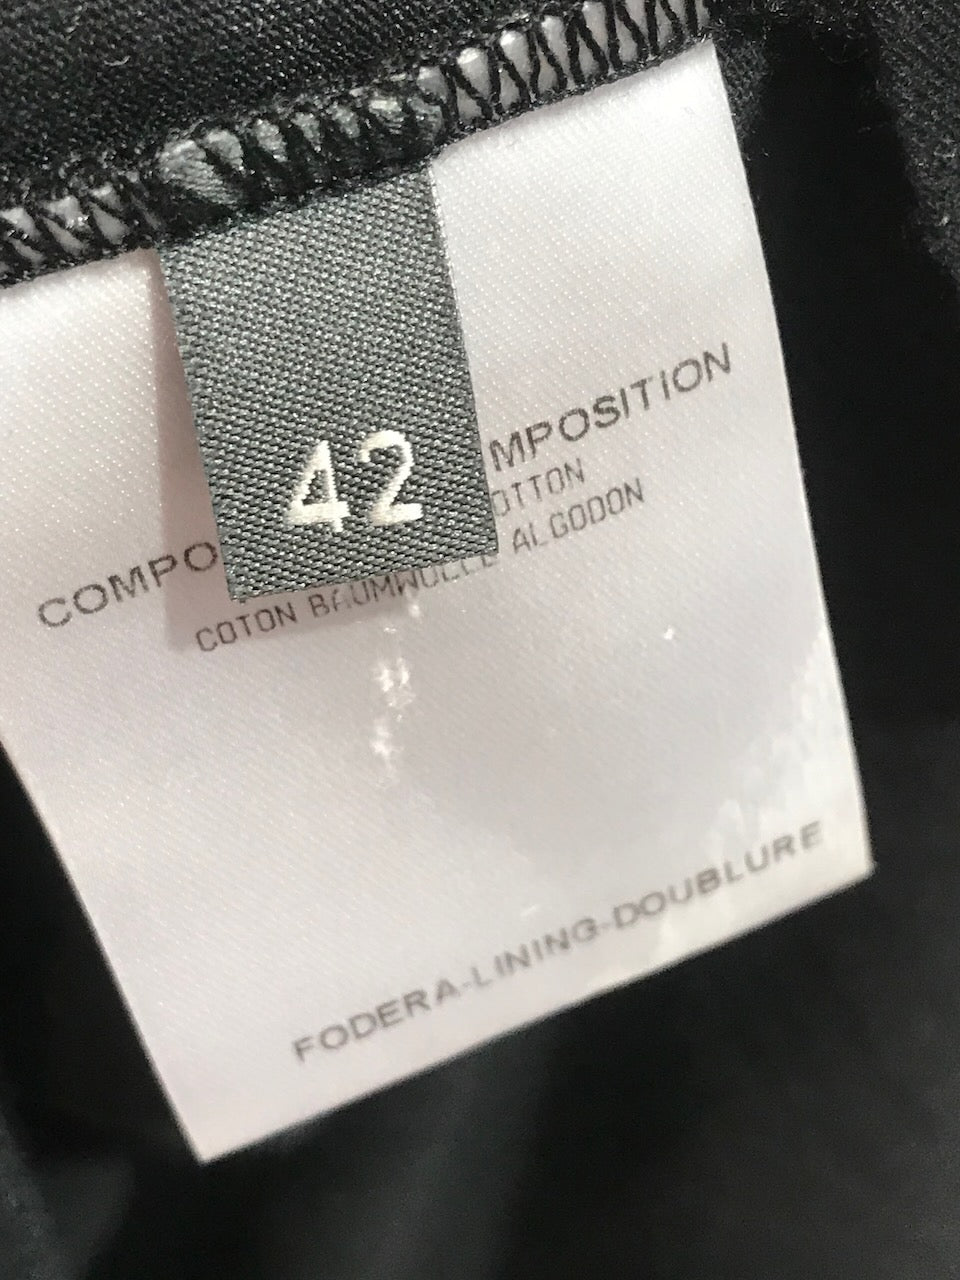 42
COMPO MPOSITION
OTTON
COTON BAUMWOLLE ALGODON
FODERA-LINING-DOUBLURE